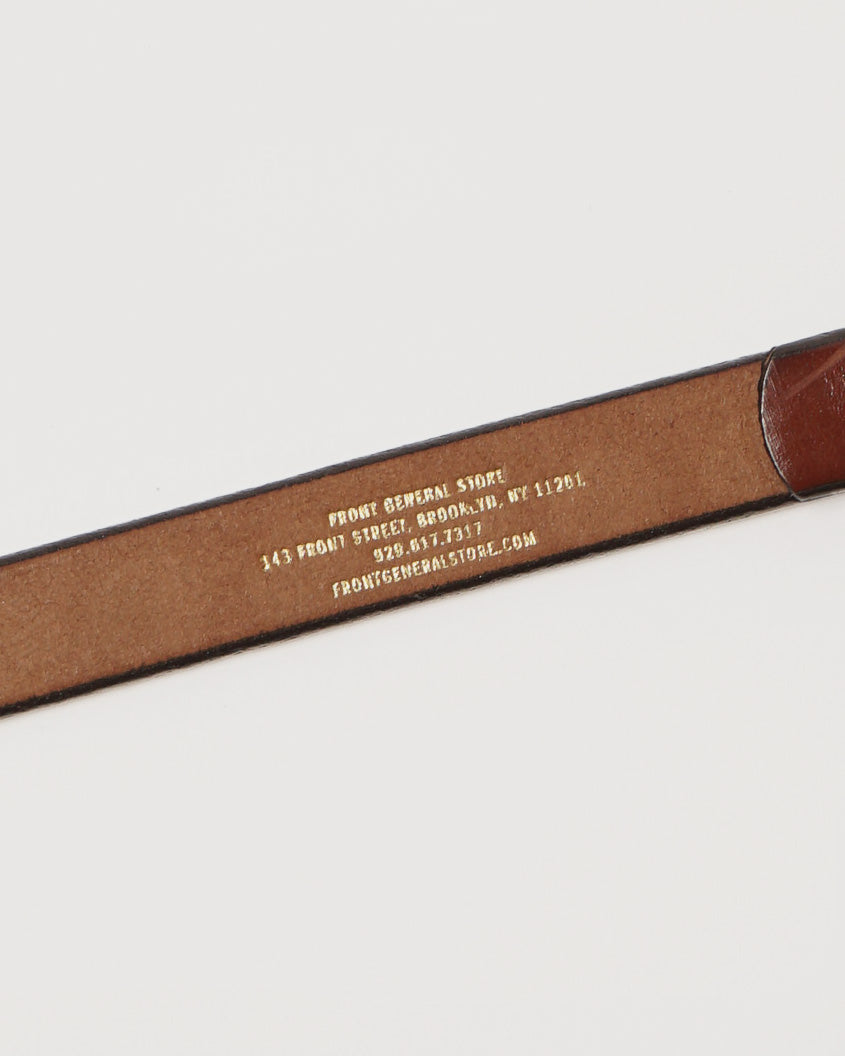 FRONT GENERAL STORE
143 FRONT STREET, BROOKLYN, NY 11201
929.617.7317
FRONTGENERALSTORE.COM